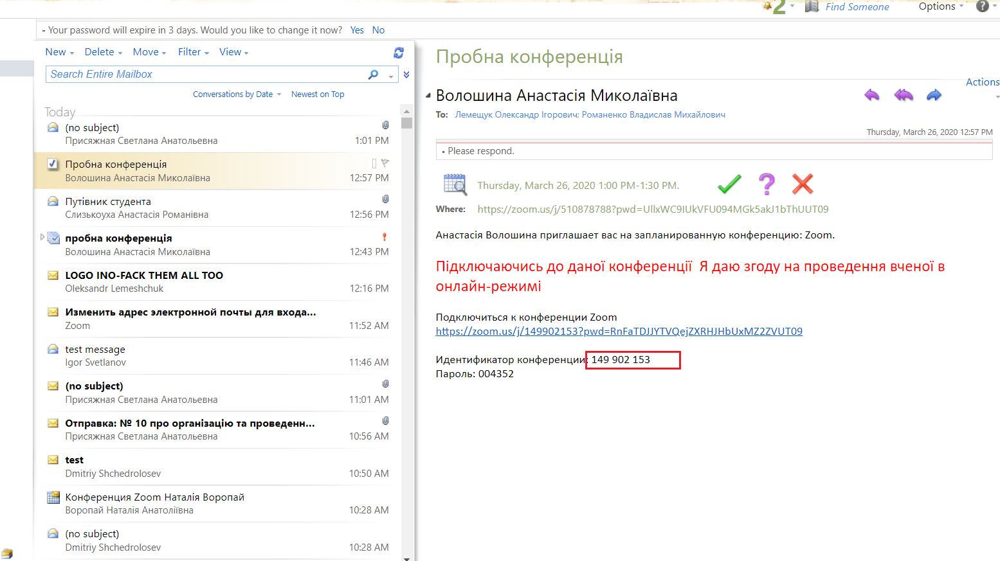 2
Find Someone
Options
?
- Your password will expire in 3 days. Would you like to change it now? Yes No
New Delete Move Filter View
Search Entire Mailbox
Conversations by Date Newest on Top
Today
(no subject)
Присяжная Светлана Анатольевна 1:01 PM
Пробна конференція
Волошина Анастасія Миколаївна 12:57 PM
Путівник студента
Слизькоуха Анастасія Романівна 12:56 PM
пробна конференція
Волошина Анастасія Миколаївна 12:43 PM
LOGO INO-FACK THEM ALL TOO
Oleksandr Lemeshchuk 12:16 PM
Изменить адрес электронной почты для входа...
Zoom 11:52 AM
test message
Igor Svetlanov 11:46 AM
(no subject)
Присяжная Светлана Анатольевна 11:01 AM
Отправка: № 10 про організацію та проведенн...
Присяжная Светлана Анатольевна 10:56 AM
test
Dmitriy Shchedrolosev 10:50 AM
Конференция Zoom Наталія Воропай
Воропай Наталія Анатоліївна 10:28 AM
(no subject)
Dmitriy Shchedrolosev 10:28 AM
Пробна конференція
Actions
Волошина Анастасія Миколаївна
To: Лемещук Олександр Ігорович; Романенко Владислав Михайлович
Thursday, March 26, 2020 12:57 PM
▪ Please respond.
Thursday, March 26, 2020 1:00 PM-1:30 PM.
Where: https://zoom.us/j/510878788?pwd=UllxWC9IUkVFU094MGk5akJ1bThUUT09
Анастасія Волошина приглашает вас на запланированную конференцию: Zoom.
Підключаючись до даної конференції Я даю згоду на проведення вченої в
онлайн-режимі
Подключиться к конференции Zoom
https://zoom.us/j/149902153?pwd=RnFaTDJJYTVQejZXRHJHbUxMZ2ZVUT09
Идентификатор конференции: 149 902 153
Пароль: 004352